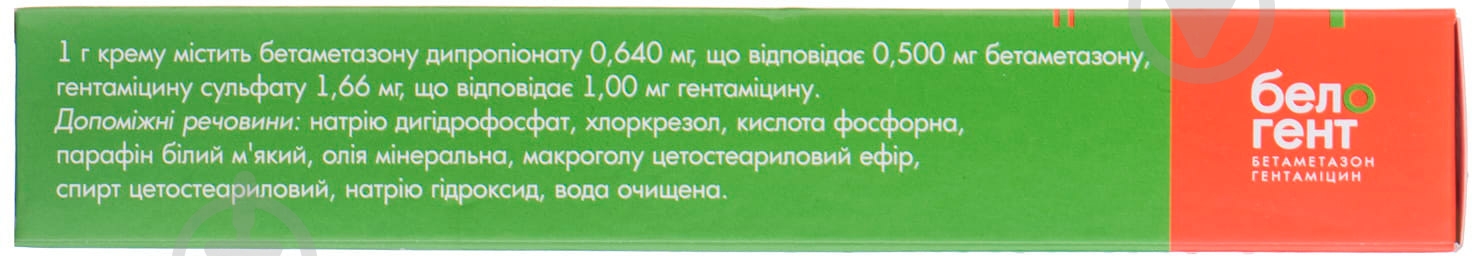 1 г крему містить бетаметазону дипропіонату 0,640 мг, що відповідає 0,500 мг бетаметазону,
гентаміцину сульфату 1,66 мг, що відповідає 1,00 мг гентаміцину.
Допоміжні речовини: натрію дигідрофосфат, хлоркрезол, кислота фосфорна,
парафін білий м'який, олія мінеральна, макроголу цетостеариловий ефір,
спирт цетостеариловий, натрію гідроксид, вода очищена.
бело
гент
БЕТАМЕТАЗОН
ГЕНТАМІЦИН